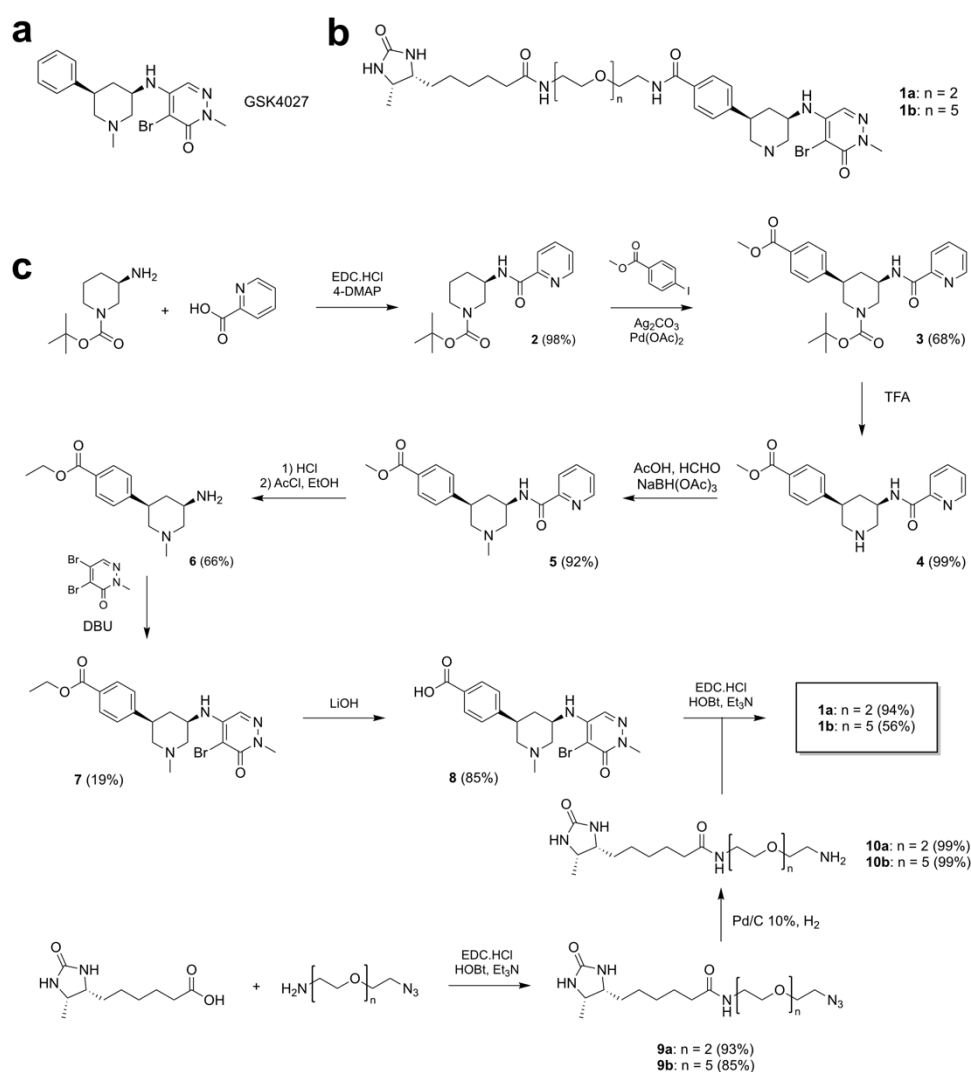 a
b
GSK4027
1a: n = 2
1b: n = 5
c
EDC.HCl
4-DMAP
2 (98%)
Ag2CO3
Pd(OAc)2
3 (68%)
TFA
4 (99%)
AcOH, HCHO
NaBH(OAc)3
5 (92%)
1) HCl
2) AcCl, EtOH
6 (66%)
DBU
7 (19%)
LiOH
8 (85%)
EDC.HCl
HOBt, Et3N
1a: n = 2 (94%)
1b: n = 5 (56%)
10a: n = 2 (99%)
10b: n = 5 (99%)
Pd/C 10%, H2
EDC.HCl
HOBt, Et3N
9a: n = 2 (93%)
9b: n = 5 (85%)